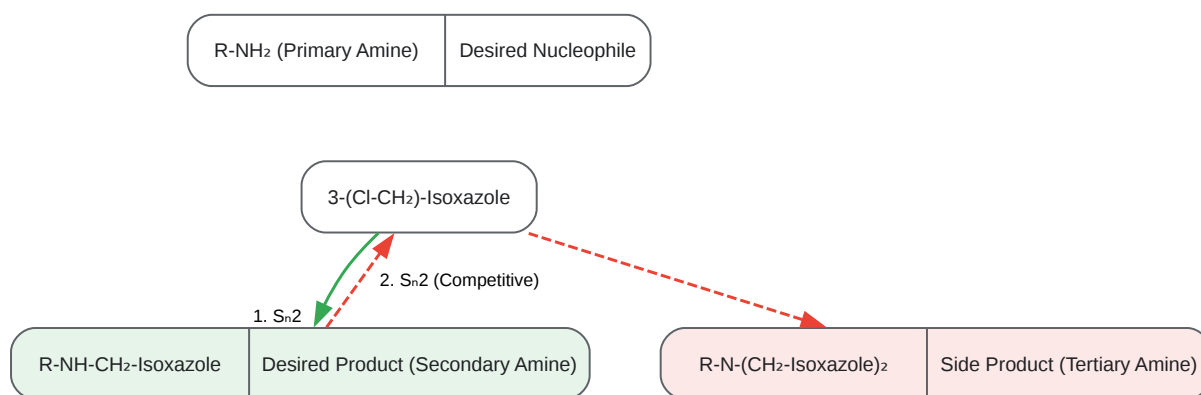 R-NH₂ (Primary Amine) Desired Nucleophile
3-(Cl-CH₂)-Isoxazole
2. Sₙ2 (Competitive)
1. Sₙ2
R-NH-CH₂-Isoxazole Desired Product (Secondary Amine) R-N-(CH₂-Isoxazole)₂ Side Product (Tertiary Amine)